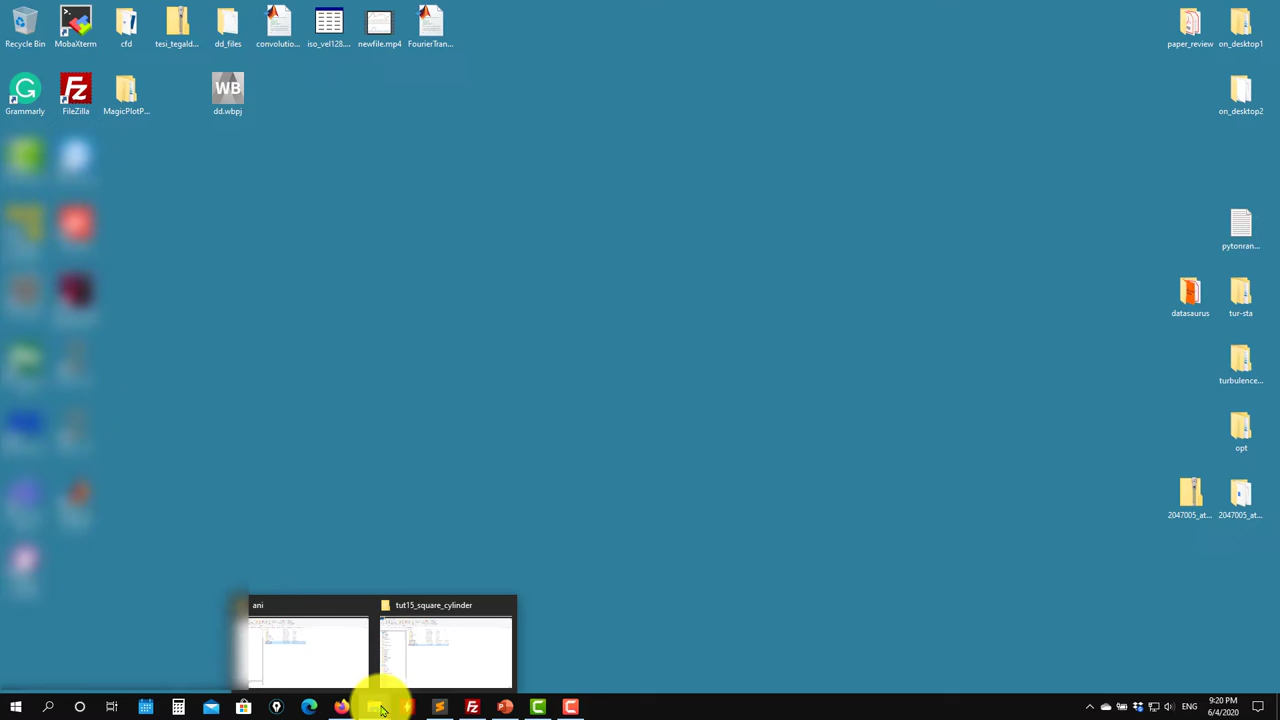 Recycle Bin
MobaXterm
cfd
tesi_tegald...
dd_files
convolutio...
iso_vel128....
newfile.mp4
FourierTran...
paper_review
on_desktop1
Grammarly
FileZilla
MagicPlotP...
WB
dd.wbpj
on_desktop2
pytonran...
datasaurus
tur-sta
turbulence...
opt
2047005_at...
2047005_at...
ani
tut15_square_cylinder
ENG
9:20 PM
6/4/2020